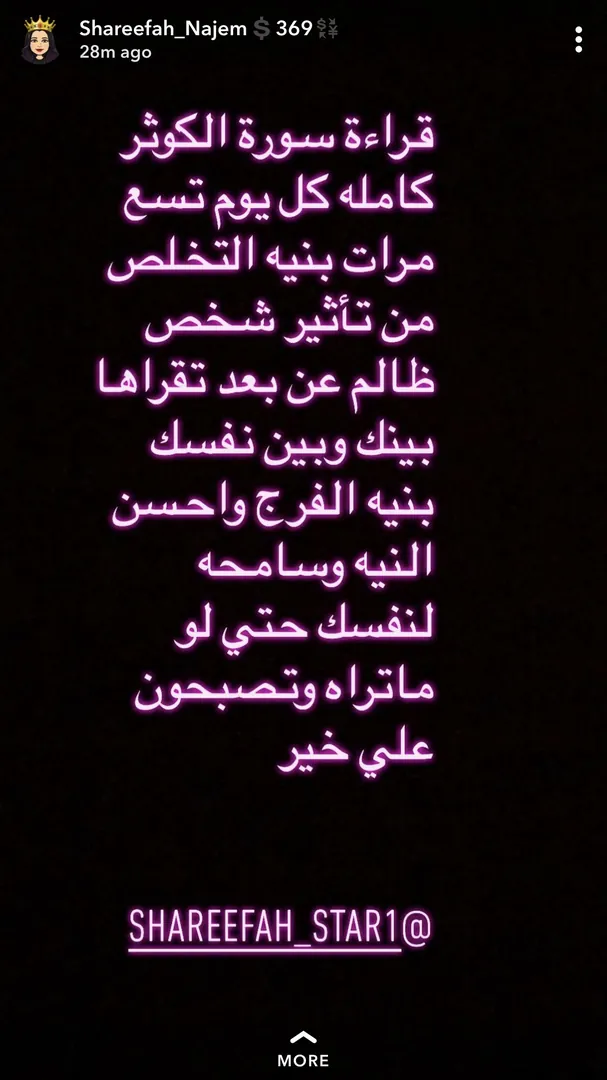 Shareefah_Najem💲369💱
28m ago
قراءة سورة الكوثر
كامله كل يوم تسع
مرات بنيه التخلص
من تأثير شخص
ظالم عن بعد تقراها
بينك وبين نفسك
بنيه الفرج واحسن
النيه وسامحه
لنفسك حتي لو
ماتراه وتصبحون
علي خير
SHAREEFAH_STAR1@
MORE